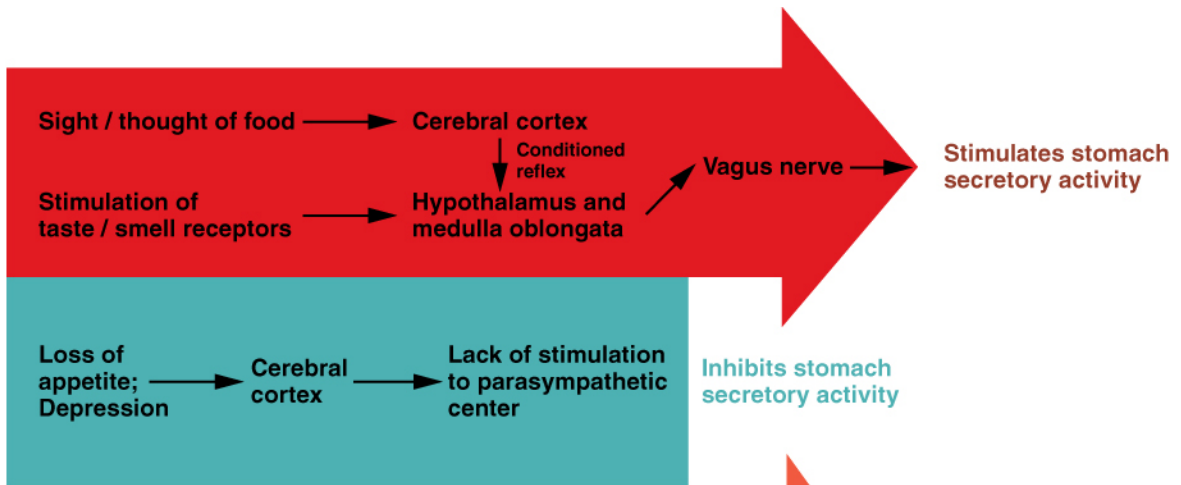 Sight / thought of food
Cerebral cortex
Conditioned
reflex
Stimulation of
taste / smell receptors
Hypothalamus and
medulla oblongata
Vagus nerve
Stimulates stomach
secretory activity
Loss of
appetite;
Depression
Cerebral
cortex
Lack of stimulation
to parasympathetic
center
Inhibits stomach
secretory activity